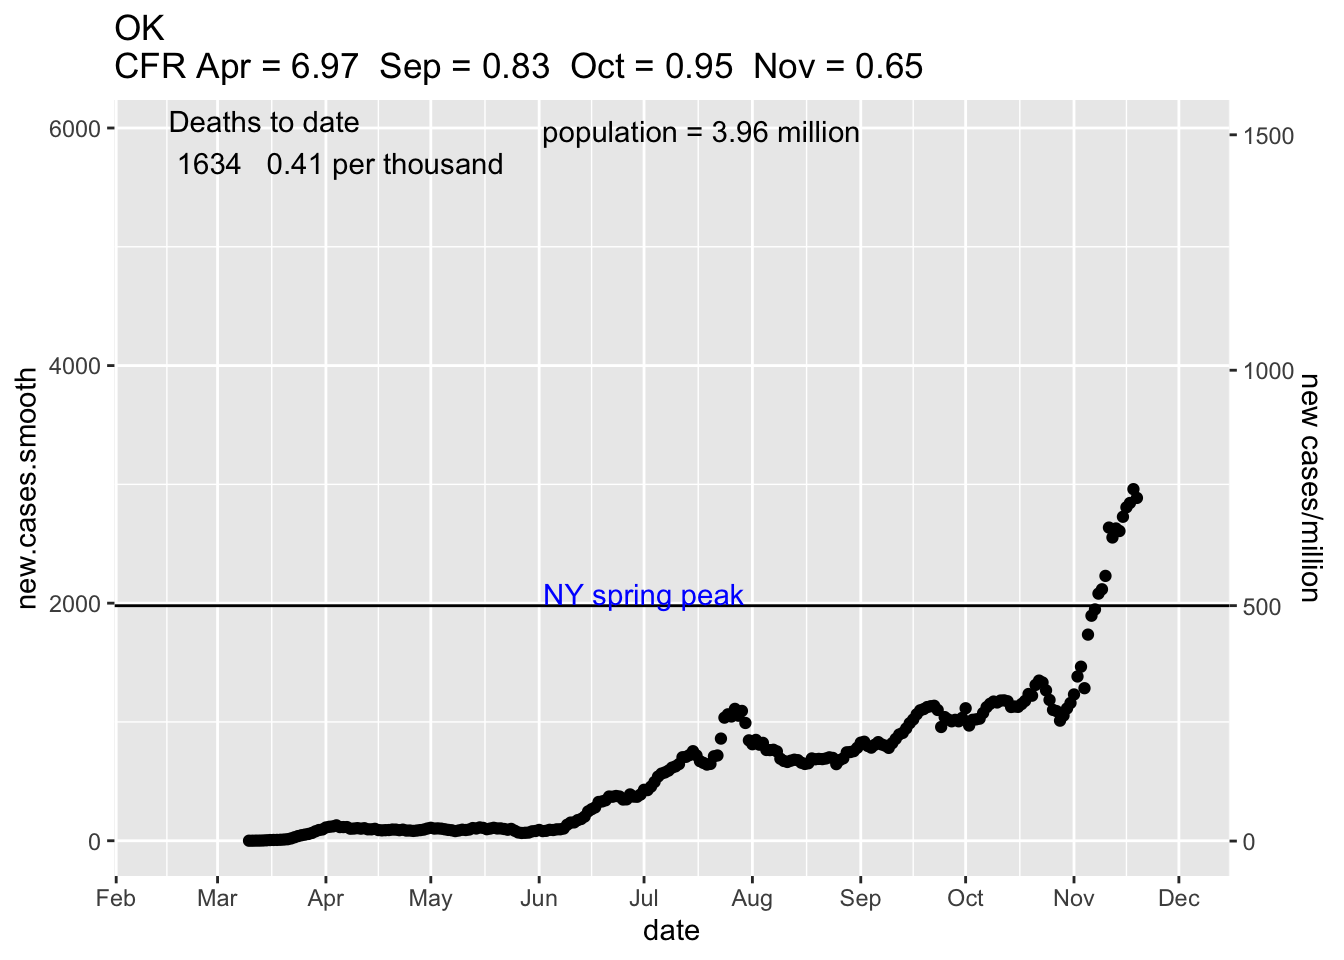 OK
CFR Apr = 6.97  Sep = 0.83  Oct = 0.95  Nov = 0.65
Deaths to date
1634   0.41 per thousand
population = 3.96 million
6000
4000
2000
0
new.cases.smooth
NY spring peak
1500
1000
500
0
new cases/million
Feb Mar Apr May Jun Jul Aug Sep Oct Nov Dec
date